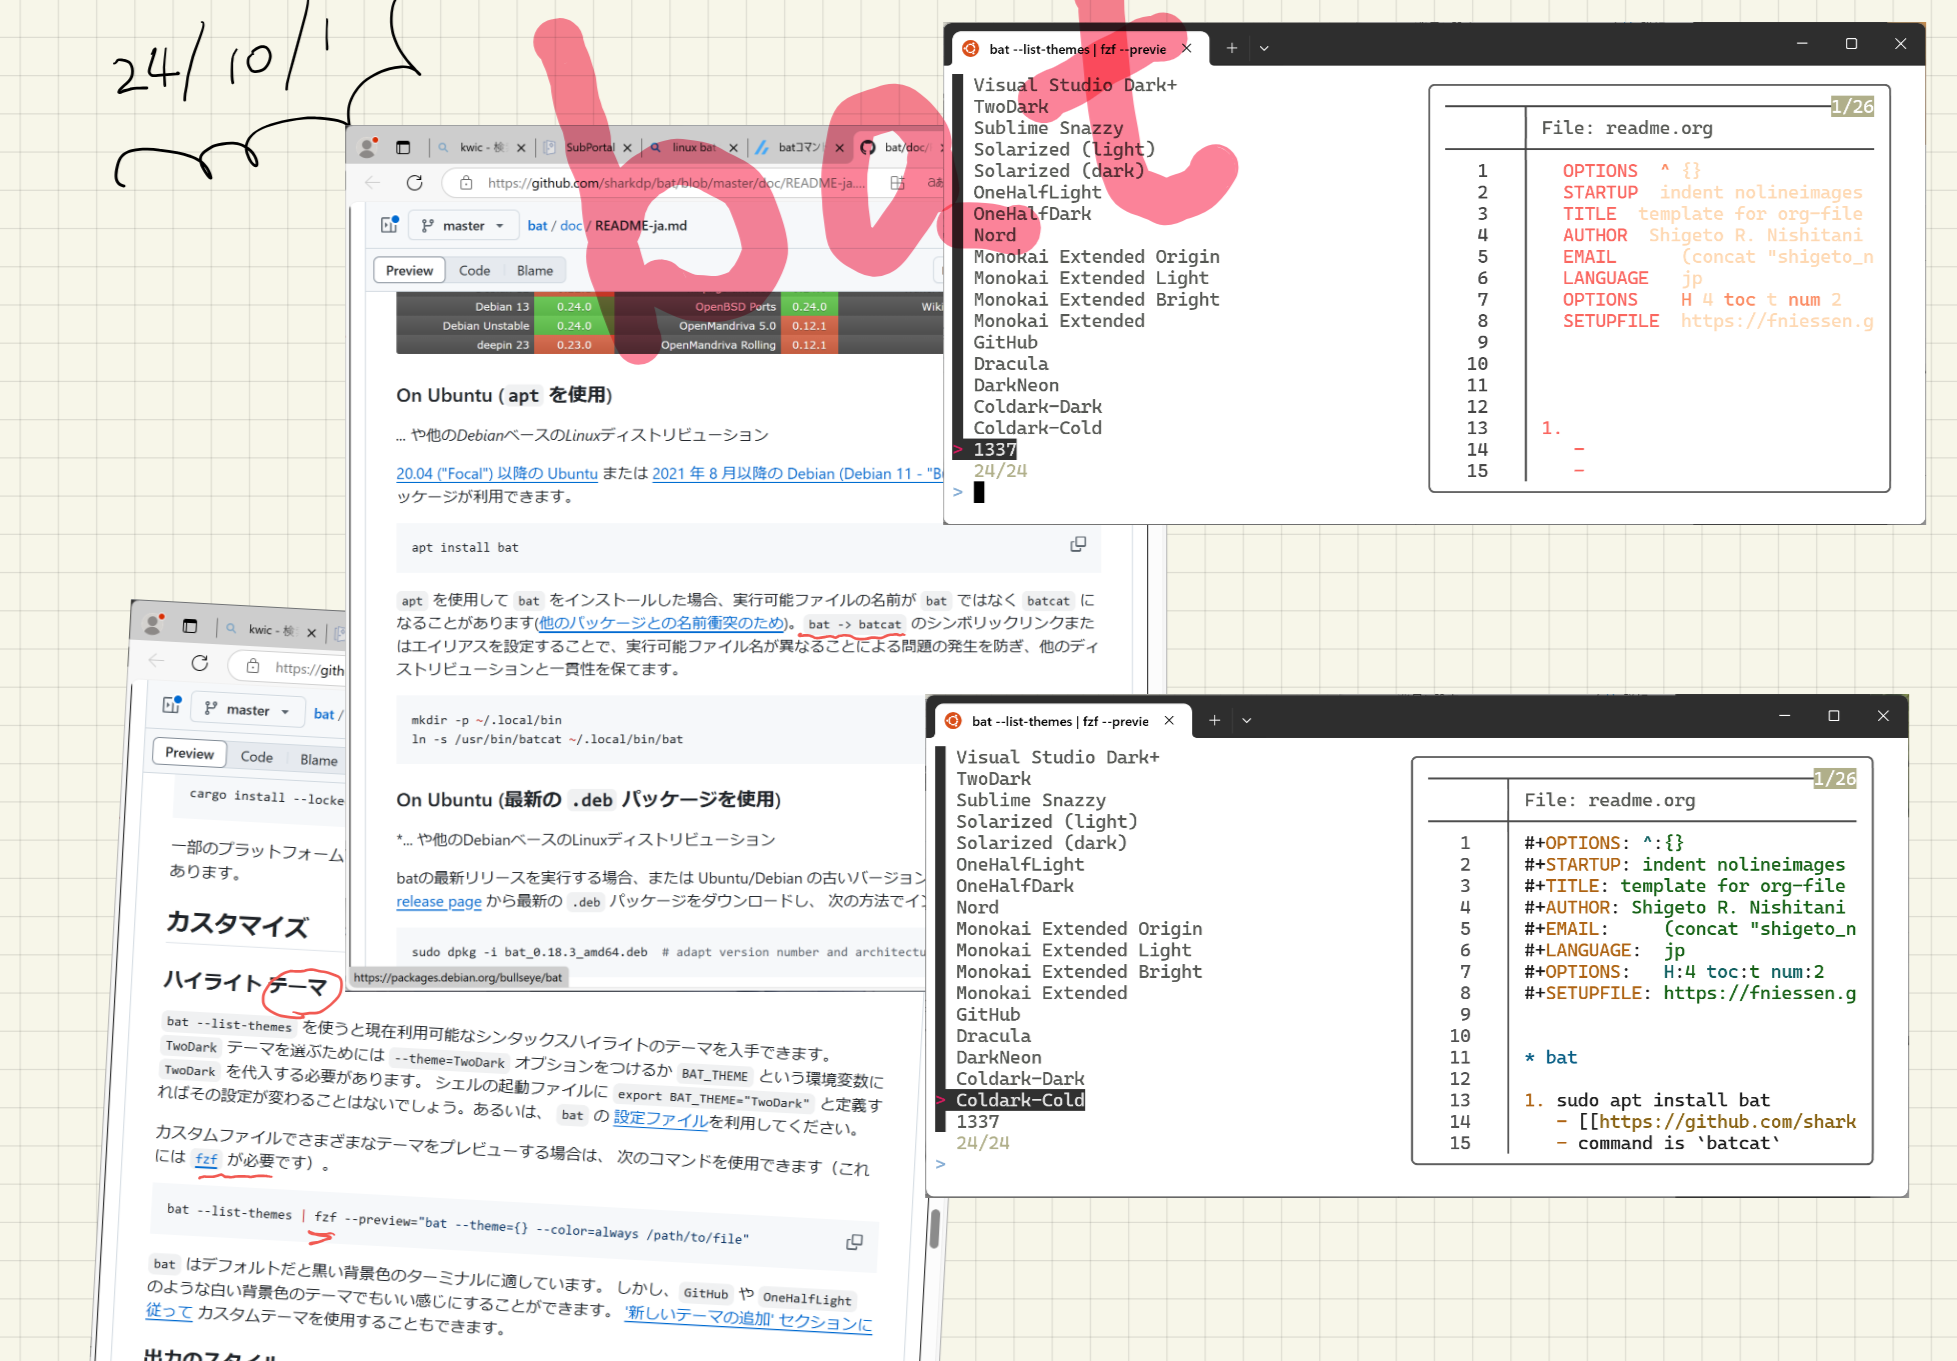 24/10/1
bat
kwic - 検
SubPortal
linux bat
batコマン
bat/doc/
https://github.com/sharkdp/bat/blob/master/doc/README-ja....
master
bat / doc / README-ja.md
Preview Code Blame
Debian 13 0.24.0 OpenBSD Ports 0.24.0 Wiki
Debian Unstable 0.24.0 OpenMandriva 5.0 0.12.1
deepin 23 0.23.0 OpenMandriva Rolling 0.12.1
On Ubuntu (apt を使用)
... や他のDebianベースのLinuxディストリビューション
20.04 ("Focal") 以降の Ubuntu または 2021 年 8 月以降の Debian (Debian 11 - "B
ッケージが利用できます。
apt install bat
apt を使用して bat をインストールした場合、実行可能ファイルの名前が bat ではなく batcat に
なることがあります(他のパッケージとの名前衝突のため)。 bat -> batcat のシンボリックリンクまた
はエイリアスを設定することで、実行可能ファイル名が異なることによる問題の発生を防ぎ、他のディ
ストリビューションと一貫性を保てます。
mkdir -p ~/.local/bin
ln -s /usr/bin/batcat ~/.local/bin/bat
On Ubuntu (最新の .deb パッケージを使用)
*... や他のDebianベースのLinuxディストリビューション
batの最新リリースを実行する場合、または Ubuntu/Debian の古いバージョン
release page から最新の .deb パッケージをダウンロードし、 次の方法でイン
sudo dpkg -i bat_0.18.3_amd64.deb # adapt version number and architectu
https://packages.debian.org/bullseye/bat
bat --list-themes | fzf --previe
Visual Studio Dark+
TwoDark
Sublime Snazzy
Solarized (light)
Solarized (dark)
OneHalfLight
OneHalfDark
Nord
Monokai Extended Origin
Monokai Extended Light
Monokai Extended Bright
Monokai Extended
GitHub
Dracula
DarkNeon
Coldark-Dark
Coldark-Cold
> 1337
24/24
>
1/26
File: readme.org
1 OPTIONS ^ {}
2 STARTUP indent nolineimages
3 TITLE template for org-file
4 AUTHOR Shigeto R. Nishitani
5 EMAIL (concat "shigeto_n
6 LANGUAGE jp
7 OPTIONS H 4 toc t num 2
8 SETUPFILE https://fniessen.g
9
10
11
12
13 1.
14 -
15 -
kwic - 検
https://gith
master
bat /
Preview Code Blame
cargo install --locke
一部のプラットフォーム
あります。
カスタマイズ
ハイライト テーマ
bat --list-themes を使うと現在利用可能なシンタックスハイライトのテーマを入手できます。
TwoDark テーマを選ぶためには --theme=TwoDark オプションをつけるか BAT_THEME という環境変数に
TwoDark を代入する必要があります。 シェルの起動ファイルに export BAT_THEME="TwoDark" と定義す
ればその設定が変わることはないでしょう。あるいは、 bat の 設定ファイルを利用してください。
カスタムファイルでさまざまなテーマをプレビューする場合は、 次のコマンドを使用できます（これ
には fzf が必要です）。
bat --list-themes | fzf --preview="bat --theme={} --color=always /path/to/file"
bat はデフォルトだと黒い背景色のターミナルに適しています。 しかし、 GitHub や OneHalfLight
のような白い背景色のテーマでもいい感じにすることができます。 '新しいテーマの追加' セクションに
従って カスタムテーマを使用することもできます。
出力のスタイル
bat --list-themes | fzf --previe
Visual Studio Dark+
TwoDark
Sublime Snazzy
Solarized (light)
Solarized (dark)
OneHalfLight
OneHalfDark
Nord
Monokai Extended Origin
Monokai Extended Light
Monokai Extended Bright
Monokai Extended
GitHub
Dracula
DarkNeon
Coldark-Dark
> Coldark-Cold
1337
24/24
>
1/26
File: readme.org
1 #+OPTIONS: ^:{}
2 #+STARTUP: indent nolineimages
3 #+TITLE: template for org-file
4 #+AUTHOR: Shigeto R. Nishitani
5 #+EMAIL: (concat "shigeto_n
6 #+LANGUAGE: jp
7 #+OPTIONS: H:4 toc:t num:2
8 #+SETUPFILE: https://fniessen.g
9
10
11 * bat
12
13 1. sudo apt install bat
14 - [[https://github.com/shark
15 - command is `batcat`